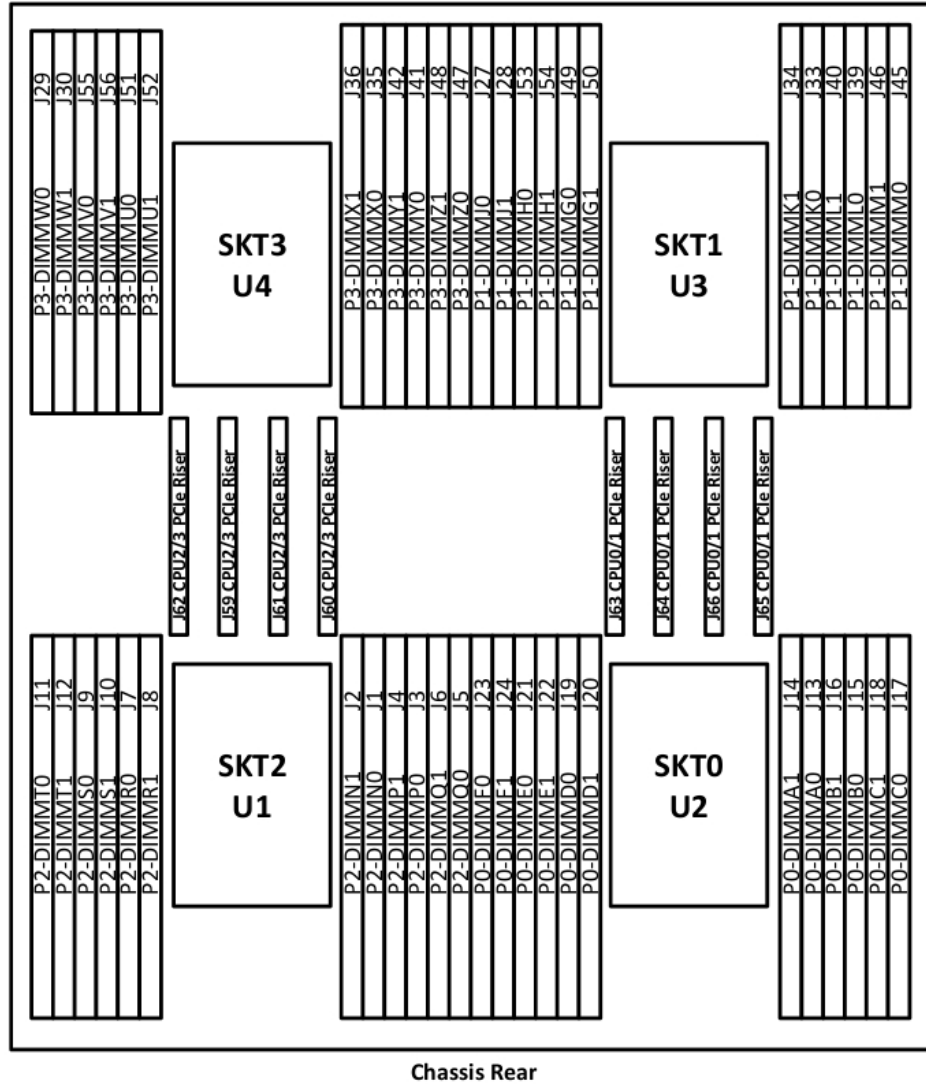 P3-DIMMW0 J29
P3-DIMMW1 J30
P3-DIMMV0 J55
P3-DIMMV1 J56
P3-DIMMU0 J51
P3-DIMMU1 J52
SKT3
U4
P3-DIMMX1 J36
P3-DIMMX0 J35
P3-DIMMY1 J42
P3-DIMMY0 J41
P3-DIMMZ1 J48
P3-DIMMZ0 J47
P1-DIMMJ0 J27
P1-DIMMJ1 J28
P1-DIMMH0 J53
P1-DIMMH1 J54
P1-DIMMG0 J49
P1-DIMMG1 J50
SKT1
U3
P1-DIMMK1 J34
P1-DIMMK0 J33
P1-DIMML1 J40
P1-DIMML0 J39
P1-DIMMM1 J46
P1-DIMMM0 J45
J62 CPU2/3 PCIe Riser
J59 CPU2/3 PCIe Riser
J61 CPU2/3 PCIe Riser
J60 CPU2/3 PCIe Riser
J63 CPU0/1 PCIe Riser
J64 CPU0/1 PCIe Riser
J66 CPU0/1 PCIe Riser
J65 CPU0/1 PCIe Riser
P2-DIMMT0 J11
P2-DIMMT1 J12
P2-DIMMS0 J9
P2-DIMMS1 J10
P2-DIMMR0 J7
P2-DIMMR1 J8
SKT2
U1
P2-DIMMN1 J2
P2-DIMMN0 J1
P2-DIMMP1 J4
P2-DIMMP0 J3
P2-DIMMQ1 J6
P2-DIMMQ0 J5
P0-DIMMF0 J23
P0-DIMMF1 J24
P0-DIMME0 J21
P0-DIMME1 J22
P0-DIMMD0 J19
P0-DIMMD1 J20
SKT0
U2
P0-DIMMA1 J14
P0-DIMMA0 J13
P0-DIMMB1 J16
P0-DIMMB0 J15
P0-DIMMC1 J18
P0-DIMMC0 J17
Chassis Rear